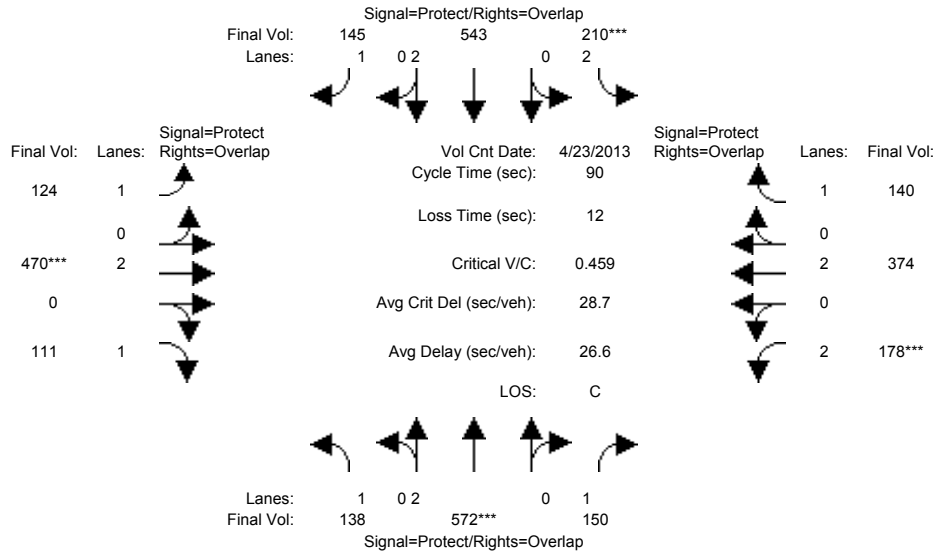 Signal=Protect/Rights=Overlap
Final Vol: 145 543 210***
Lanes: 1 0 2 0 2
Signal=Protect Signal=Protect
Final Vol: Lanes: Rights=Overlap Vol Cnt Date: 4/23/2013 Rights=Overlap Lanes: Final Vol:
Cycle Time (sec): 90
124 1 1 140
Loss Time (sec): 12
0 0
470*** 2 Critical V/C: 0.459 2 374
0 Avg Crit Del (sec/veh): 28.7 0
111 1 Avg Delay (sec/veh): 26.6 2 178***
LOS: C
Lanes: 1 0 2 0 1
Final Vol: 138 572*** 150
Signal=Protect/Rights=Overlap